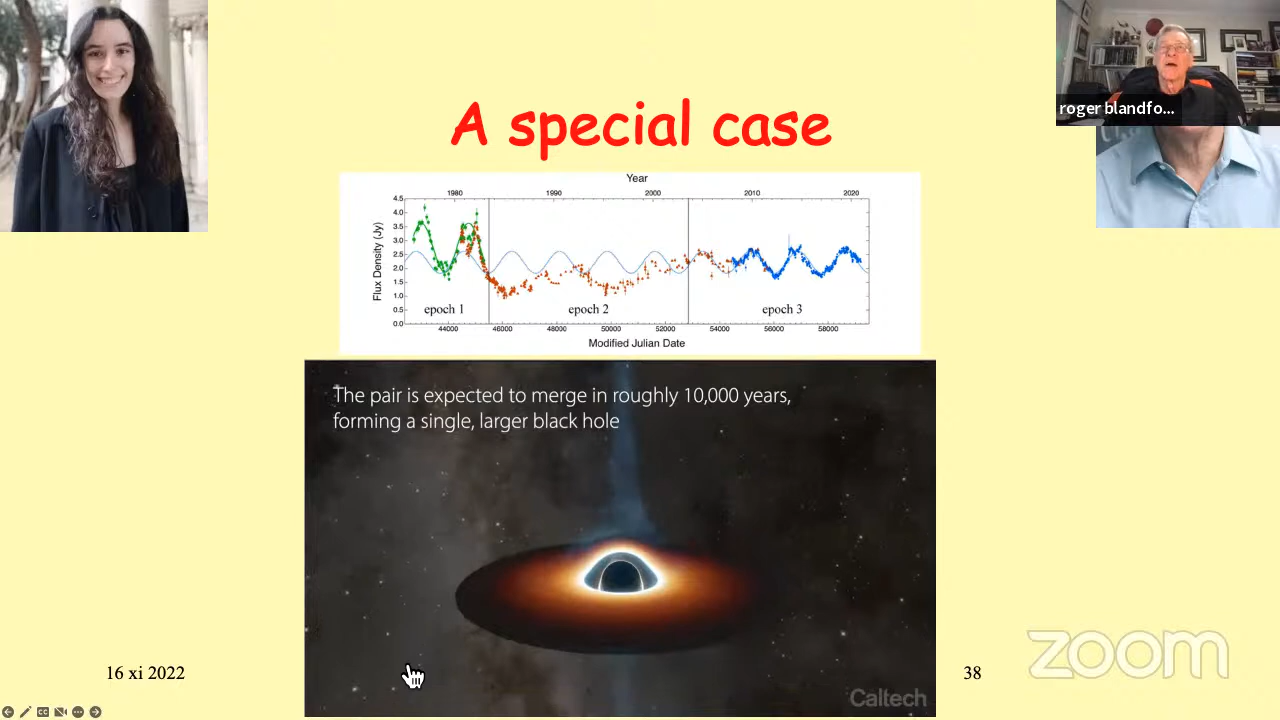 roger blandfo...
A special case
Year
1980 1990 2000 2010 2020
Flux Density (Jy)
4.5
4.0
3.5
3.0
2.5
2.0
1.5
1.0
0.5
0.0
epoch 1 epoch 2 epoch 3
44000 46000 48000 50000 52000 54000 56000 58000
Modified Julian Date
The pair is expected to merge in roughly 10,000 years,
forming a single, larger black hole
Caltech
16 xi 2022
38
zoom
CC